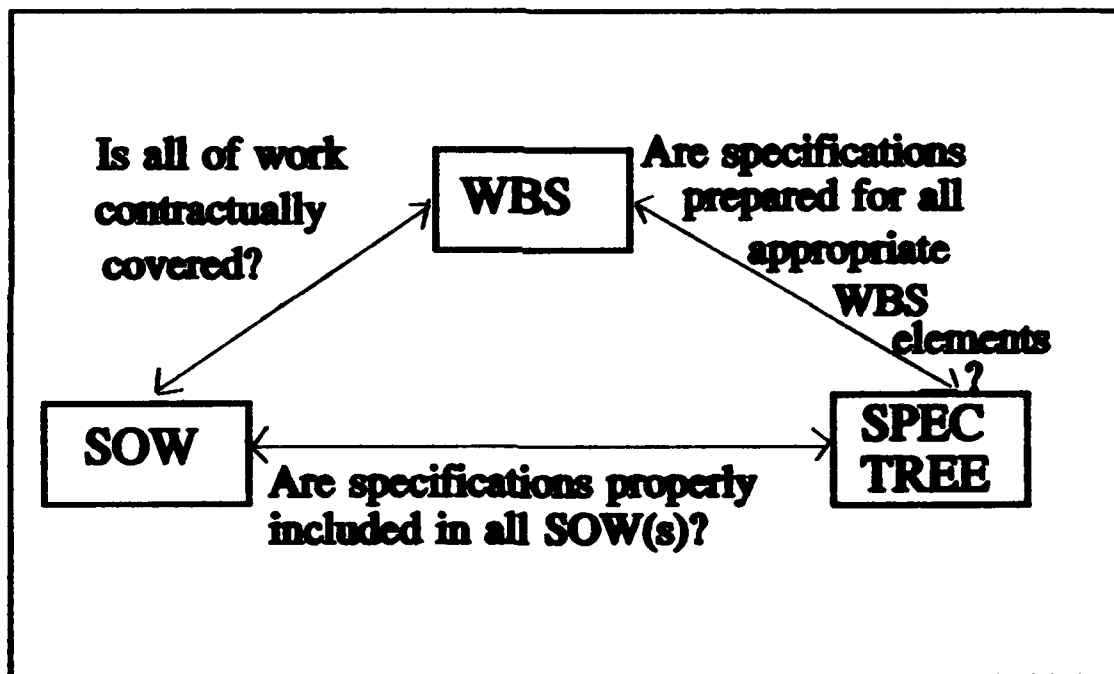 Is all of work
contractually
covered?
WBS
Are specifications
prepared for all
appropriate
WBS
elements
?
SOW
SPEC
TREE
Are specifications properly
included in all SOW(s)?